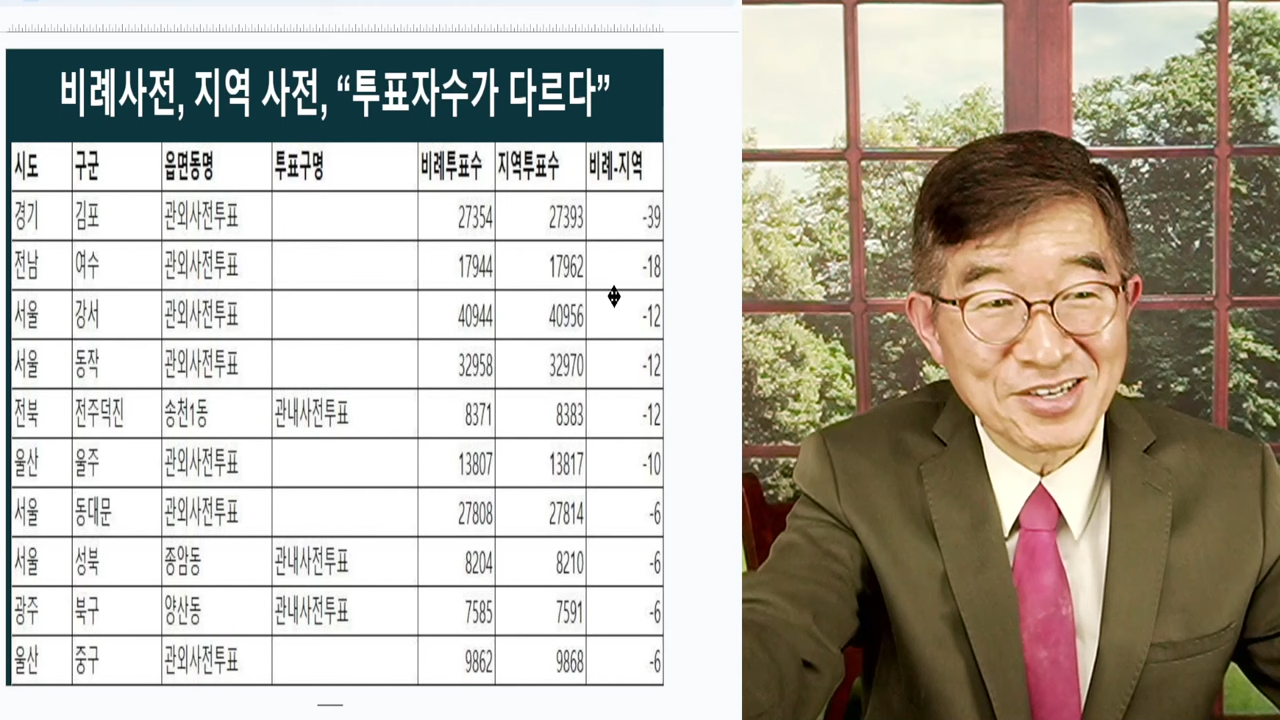 비례사전, 지역 사전, “투표자수가 다르다”
시도 구군 읍면동명 투표구명 비례투표수 지역투표수 비례-지역
경기 김포 관외사전투표 27354 27393 -39
전남 여수 관외사전투표 17944 17962 -18
서울 강서 관외사전투표 40944 40956 -12
서울 동작 관외사전투표 32958 32970 -12
전북 전주덕진 송천1동 관내사전투표 8371 8383 -12
울산 울주 관외사전투표 13807 13817 -10
서울 동대문 관외사전투표 27808 27814 -6
서울 성북 종암동 관내사전투표 8204 8210 -6
광주 북구 양산동 관내사전투표 7585 7591 -6
울산 중구 관외사전투표 9862 9868 -6